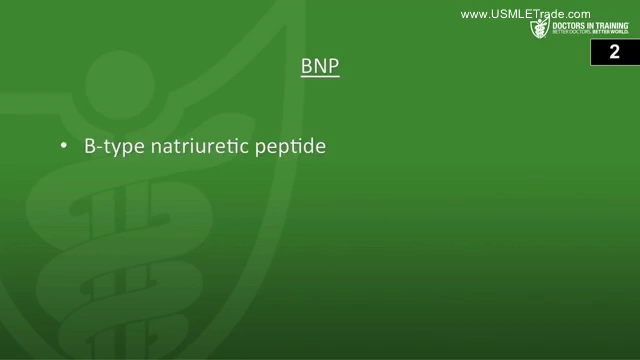 www.USMLETrade.com
DOCTORS IN TRAINING
BETTER DOCTORS. BETTER WORLD.
2
BNP
• B-type natriuretic peptide